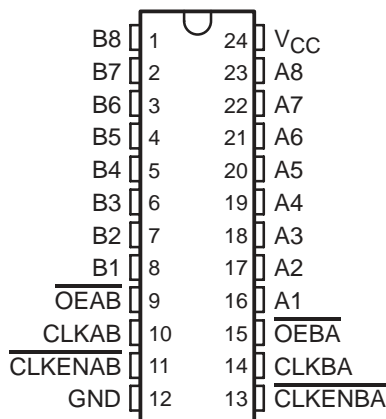 B8 1 24 VCC
B7 2 23 A8
B6 3 22 A7
B5 4 21 A6
B4 5 20 A5
B3 6 19 A4
B2 7 18 A3
B1 8 17 A2
OEAB 9 16 A1
CLKAB 10 15 OEBA
CLKENAB 11 14 CLKBA
GND 12 13 CLKENBA